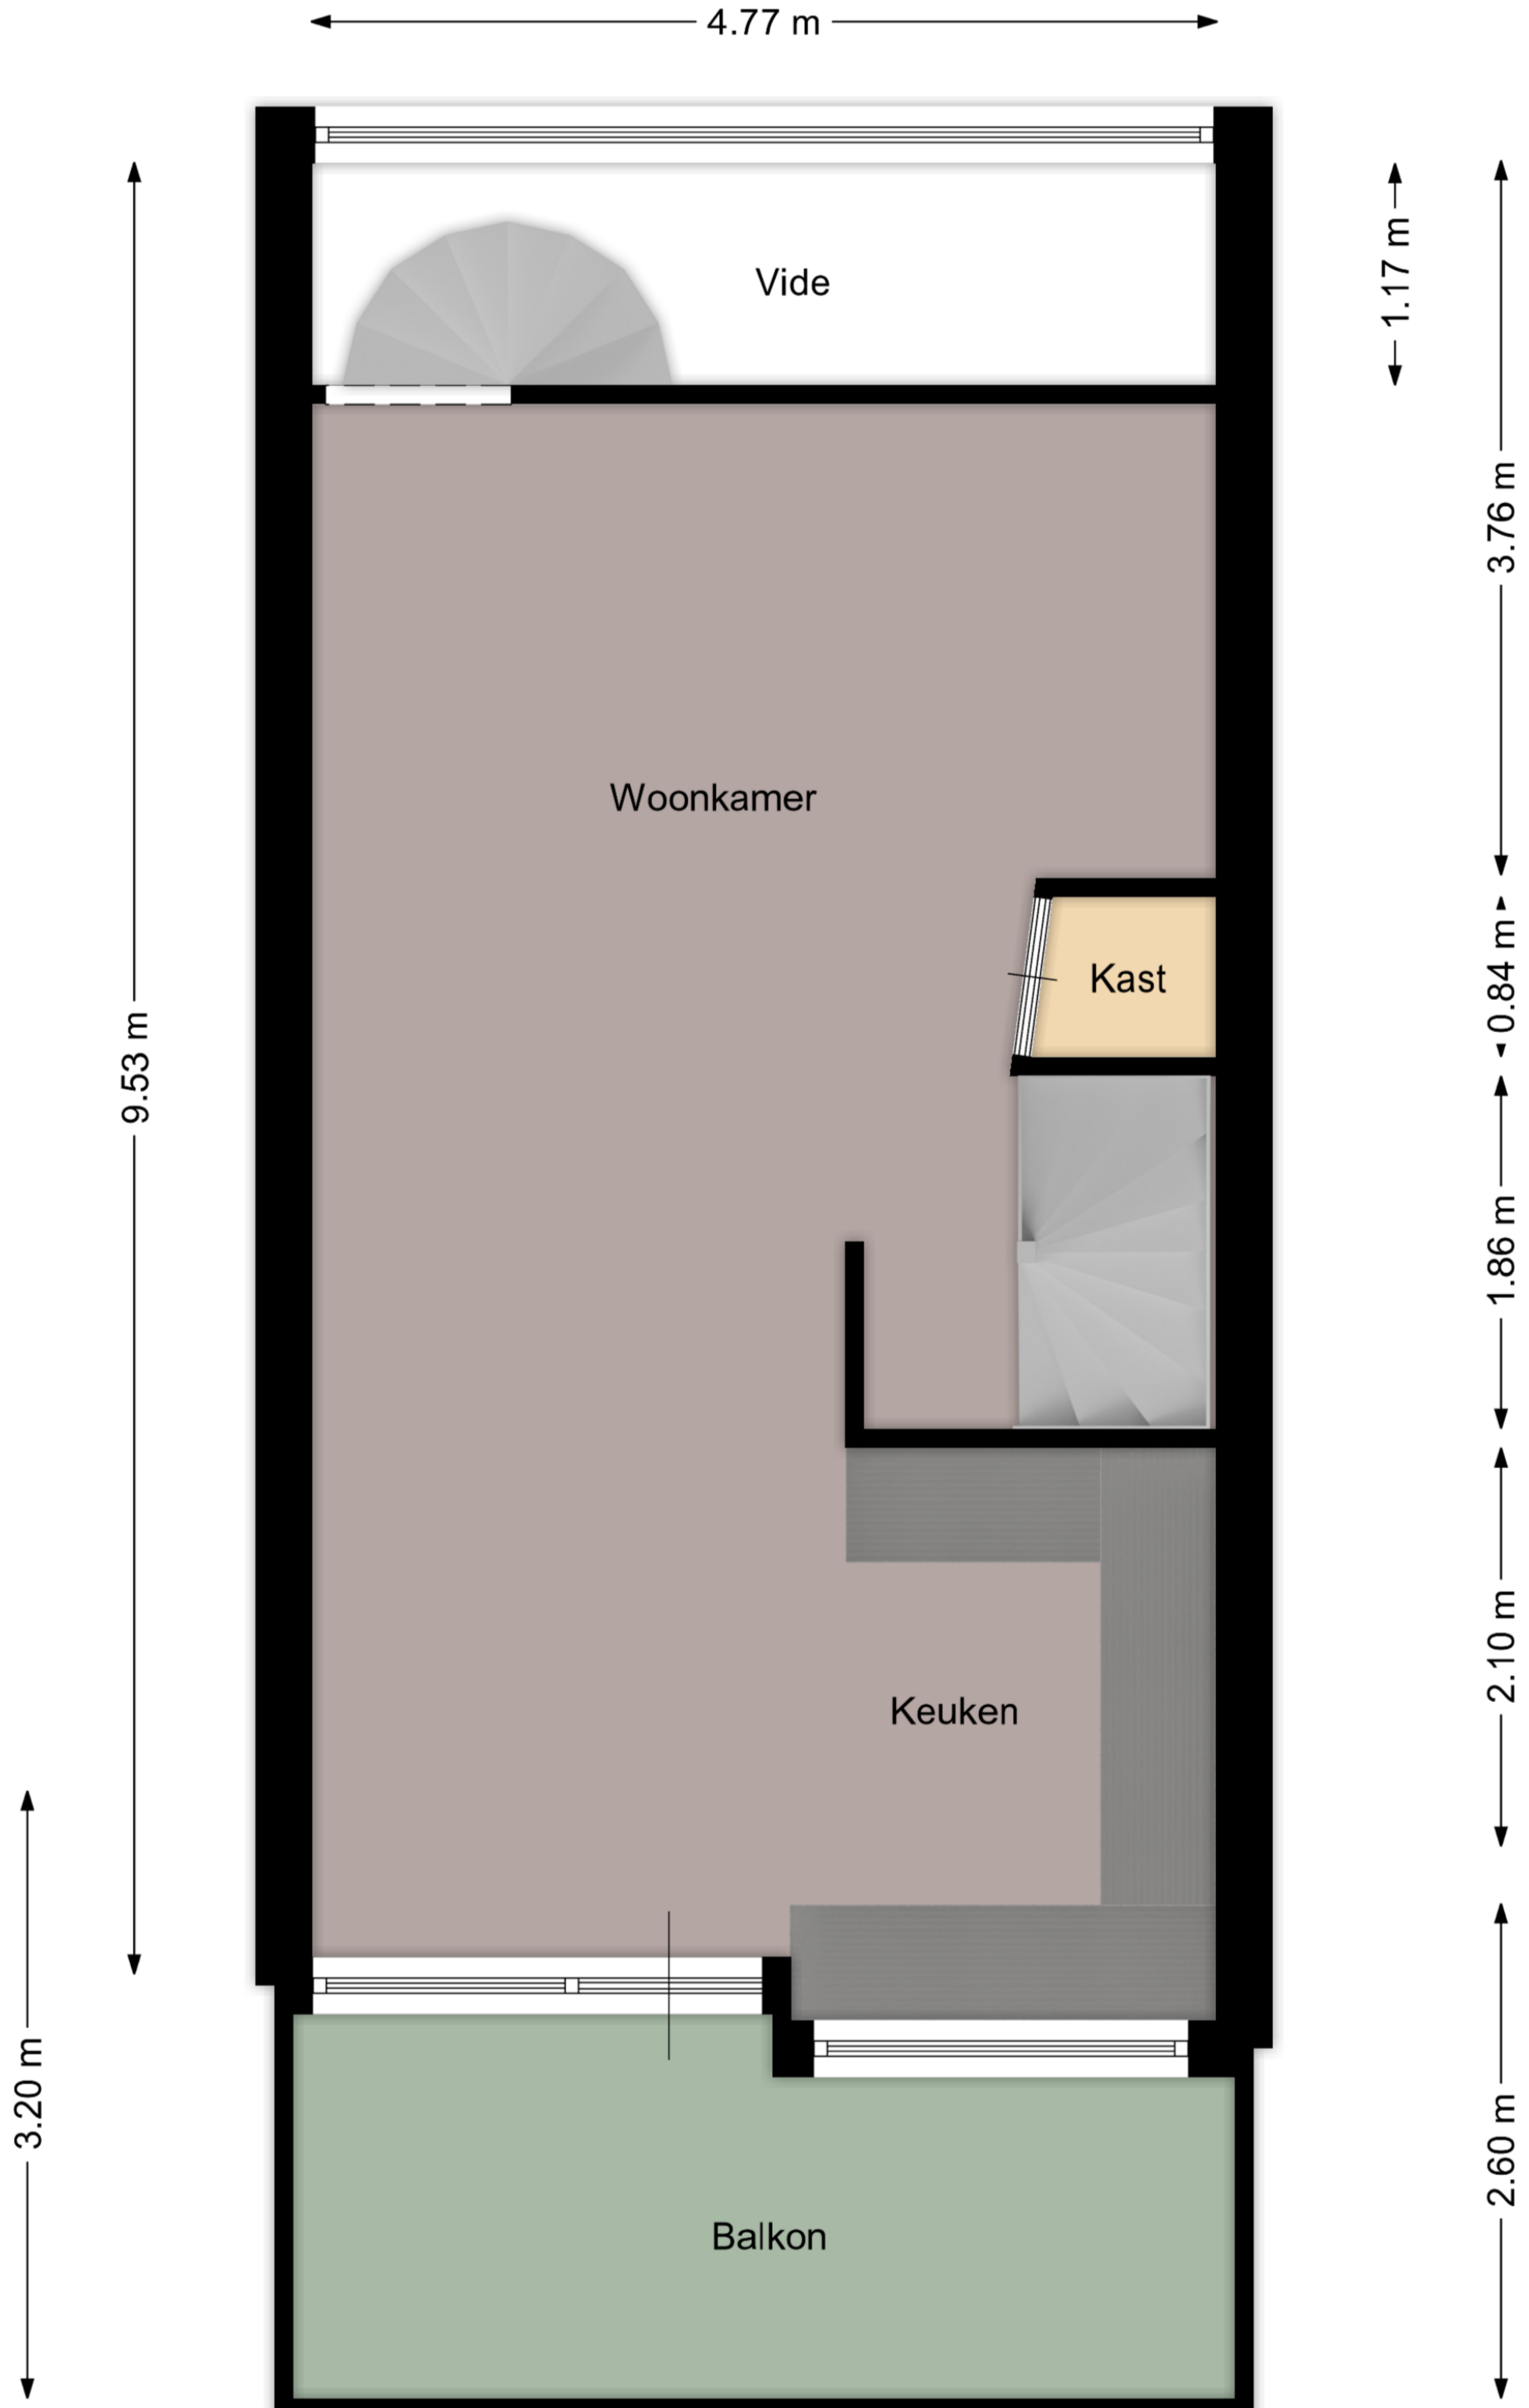 4.77 m
Vide
1.17 m
3.76 m
Woonkamer
Kast
0.84 m
9.53 m
1.86 m
2.10 m
Keuken
3.20 m
2.60 m
Balkon